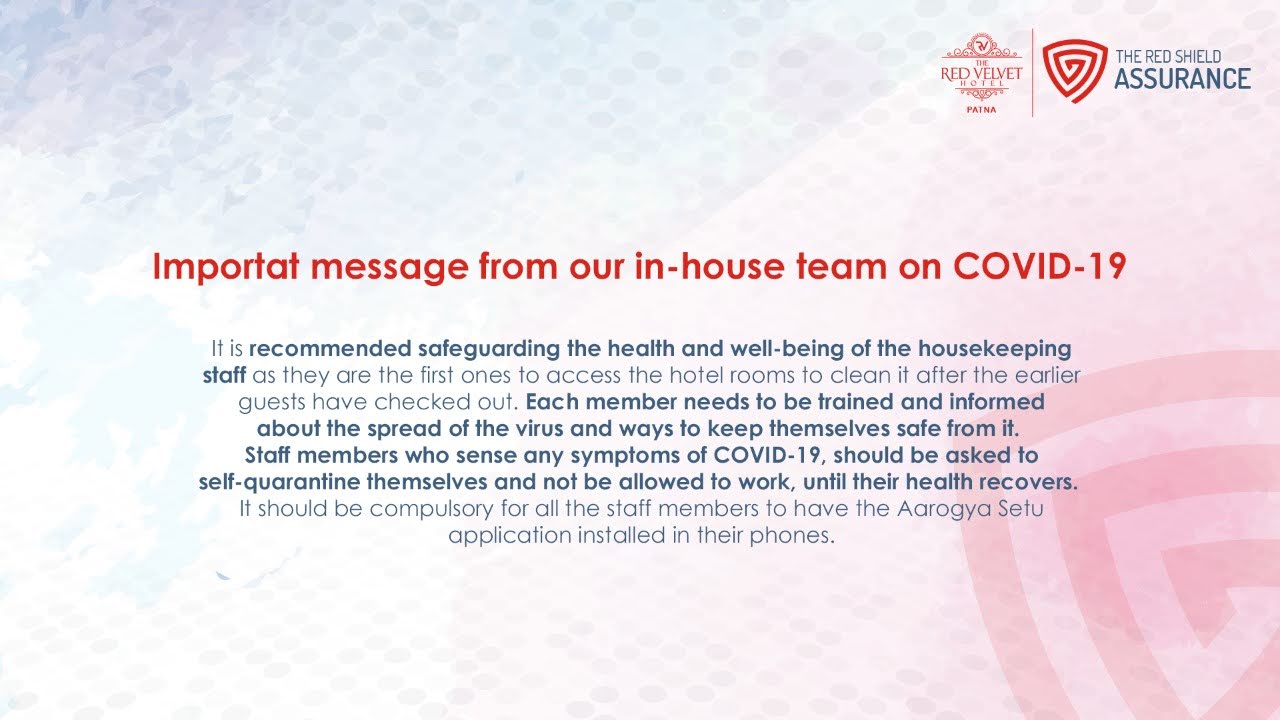 THE
RED VELVET
HOTEL
PATNA
THE RED SHIELD
ASSURANCE
Importat message from our in-house team on COVID-19
It is recommended safeguarding the health and well-being of the housekeeping
staff as they are the first ones to access the hotel rooms to clean it after the earlier
guests have checked out. Each member needs to be trained and informed
about the spread of the virus and ways to keep themselves safe from it.
Staff members who sense any symptoms of COVID-19, should be asked to
self-quarantine themselves and not be allowed to work, until their health recovers.
It should be compulsory for all the staff members to have the Aarogya Setu
application installed in their phones.